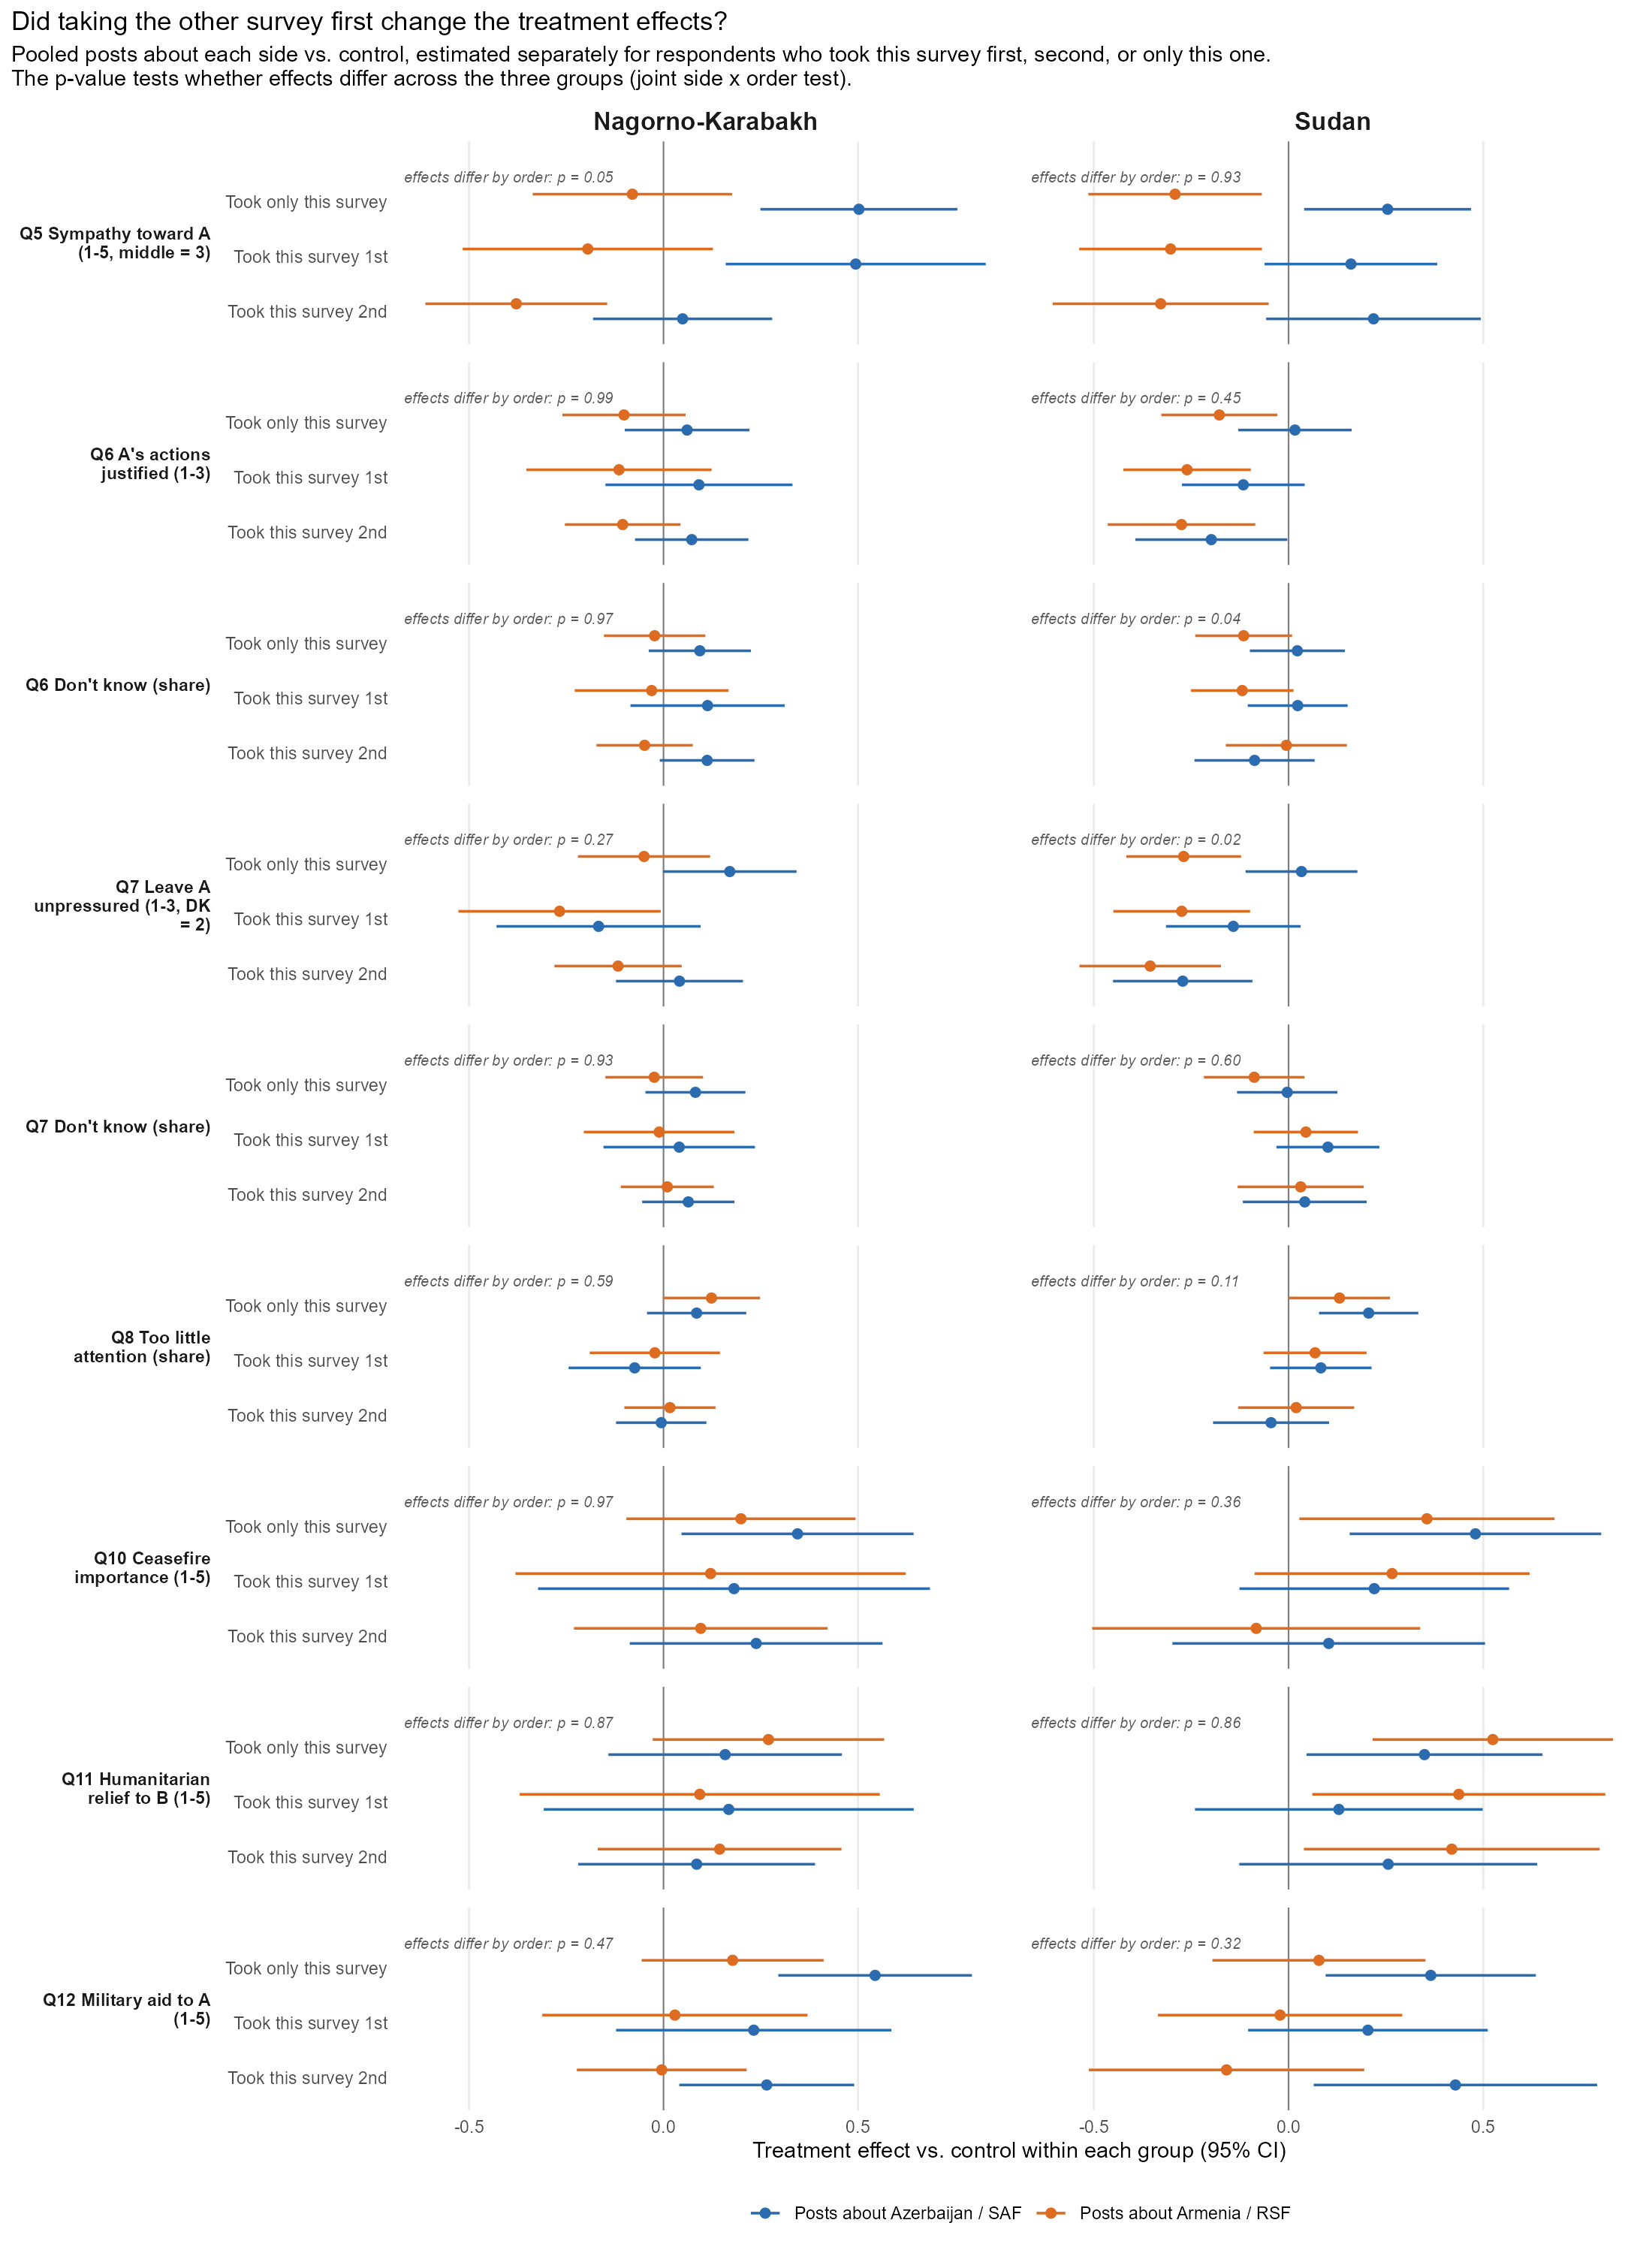 Did taking the other survey first change the treatment effects?
Pooled posts about each side vs. control, estimated separately for respondents who took this survey first, second, or only this one.
The p-value tests whether effects differ across the three groups (joint side x order test).
Nagorno-Karabakh
Sudan
Q5 Sympathy toward A
(1-5, middle = 3)
effects differ by order: p = 0.05
effects differ by order: p = 0.93
Took only this survey
Took this survey 1st
Took this survey 2nd
Q6 A's actions
justified (1-3)
effects differ by order: p = 0.99
effects differ by order: p = 0.45
Took only this survey
Took this survey 1st
Took this survey 2nd
Q6 Don't know (share)
effects differ by order: p = 0.97
effects differ by order: p = 0.04
Took only this survey
Took this survey 1st
Took this survey 2nd
Q7 Leave A
unpressured (1-3, DK
= 2)
effects differ by order: p = 0.27
effects differ by order: p = 0.02
Took only this survey
Took this survey 1st
Took this survey 2nd
Q7 Don't know (share)
effects differ by order: p = 0.93
effects differ by order: p = 0.60
Took only this survey
Took this survey 1st
Took this survey 2nd
Q8 Too little
attention (share)
effects differ by order: p = 0.59
effects differ by order: p = 0.11
Took only this survey
Took this survey 1st
Took this survey 2nd
Q10 Ceasefire
importance (1-5)
effects differ by order: p = 0.97
effects differ by order: p = 0.36
Took only this survey
Took this survey 1st
Took this survey 2nd
Q11 Humanitarian
relief to B (1-5)
effects differ by order: p = 0.87
effects differ by order: p = 0.86
Took only this survey
Took this survey 1st
Took this survey 2nd
Q12 Military aid to A
(1-5)
effects differ by order: p = 0.47
effects differ by order: p = 0.32
Took only this survey
Took this survey 1st
Took this survey 2nd
-0.5 0.0 0.5
-0.5 0.0 0.5
Treatment effect vs. control within each group (95% CI)
Posts about Azerbaijan / SAF
Posts about Armenia / RSF